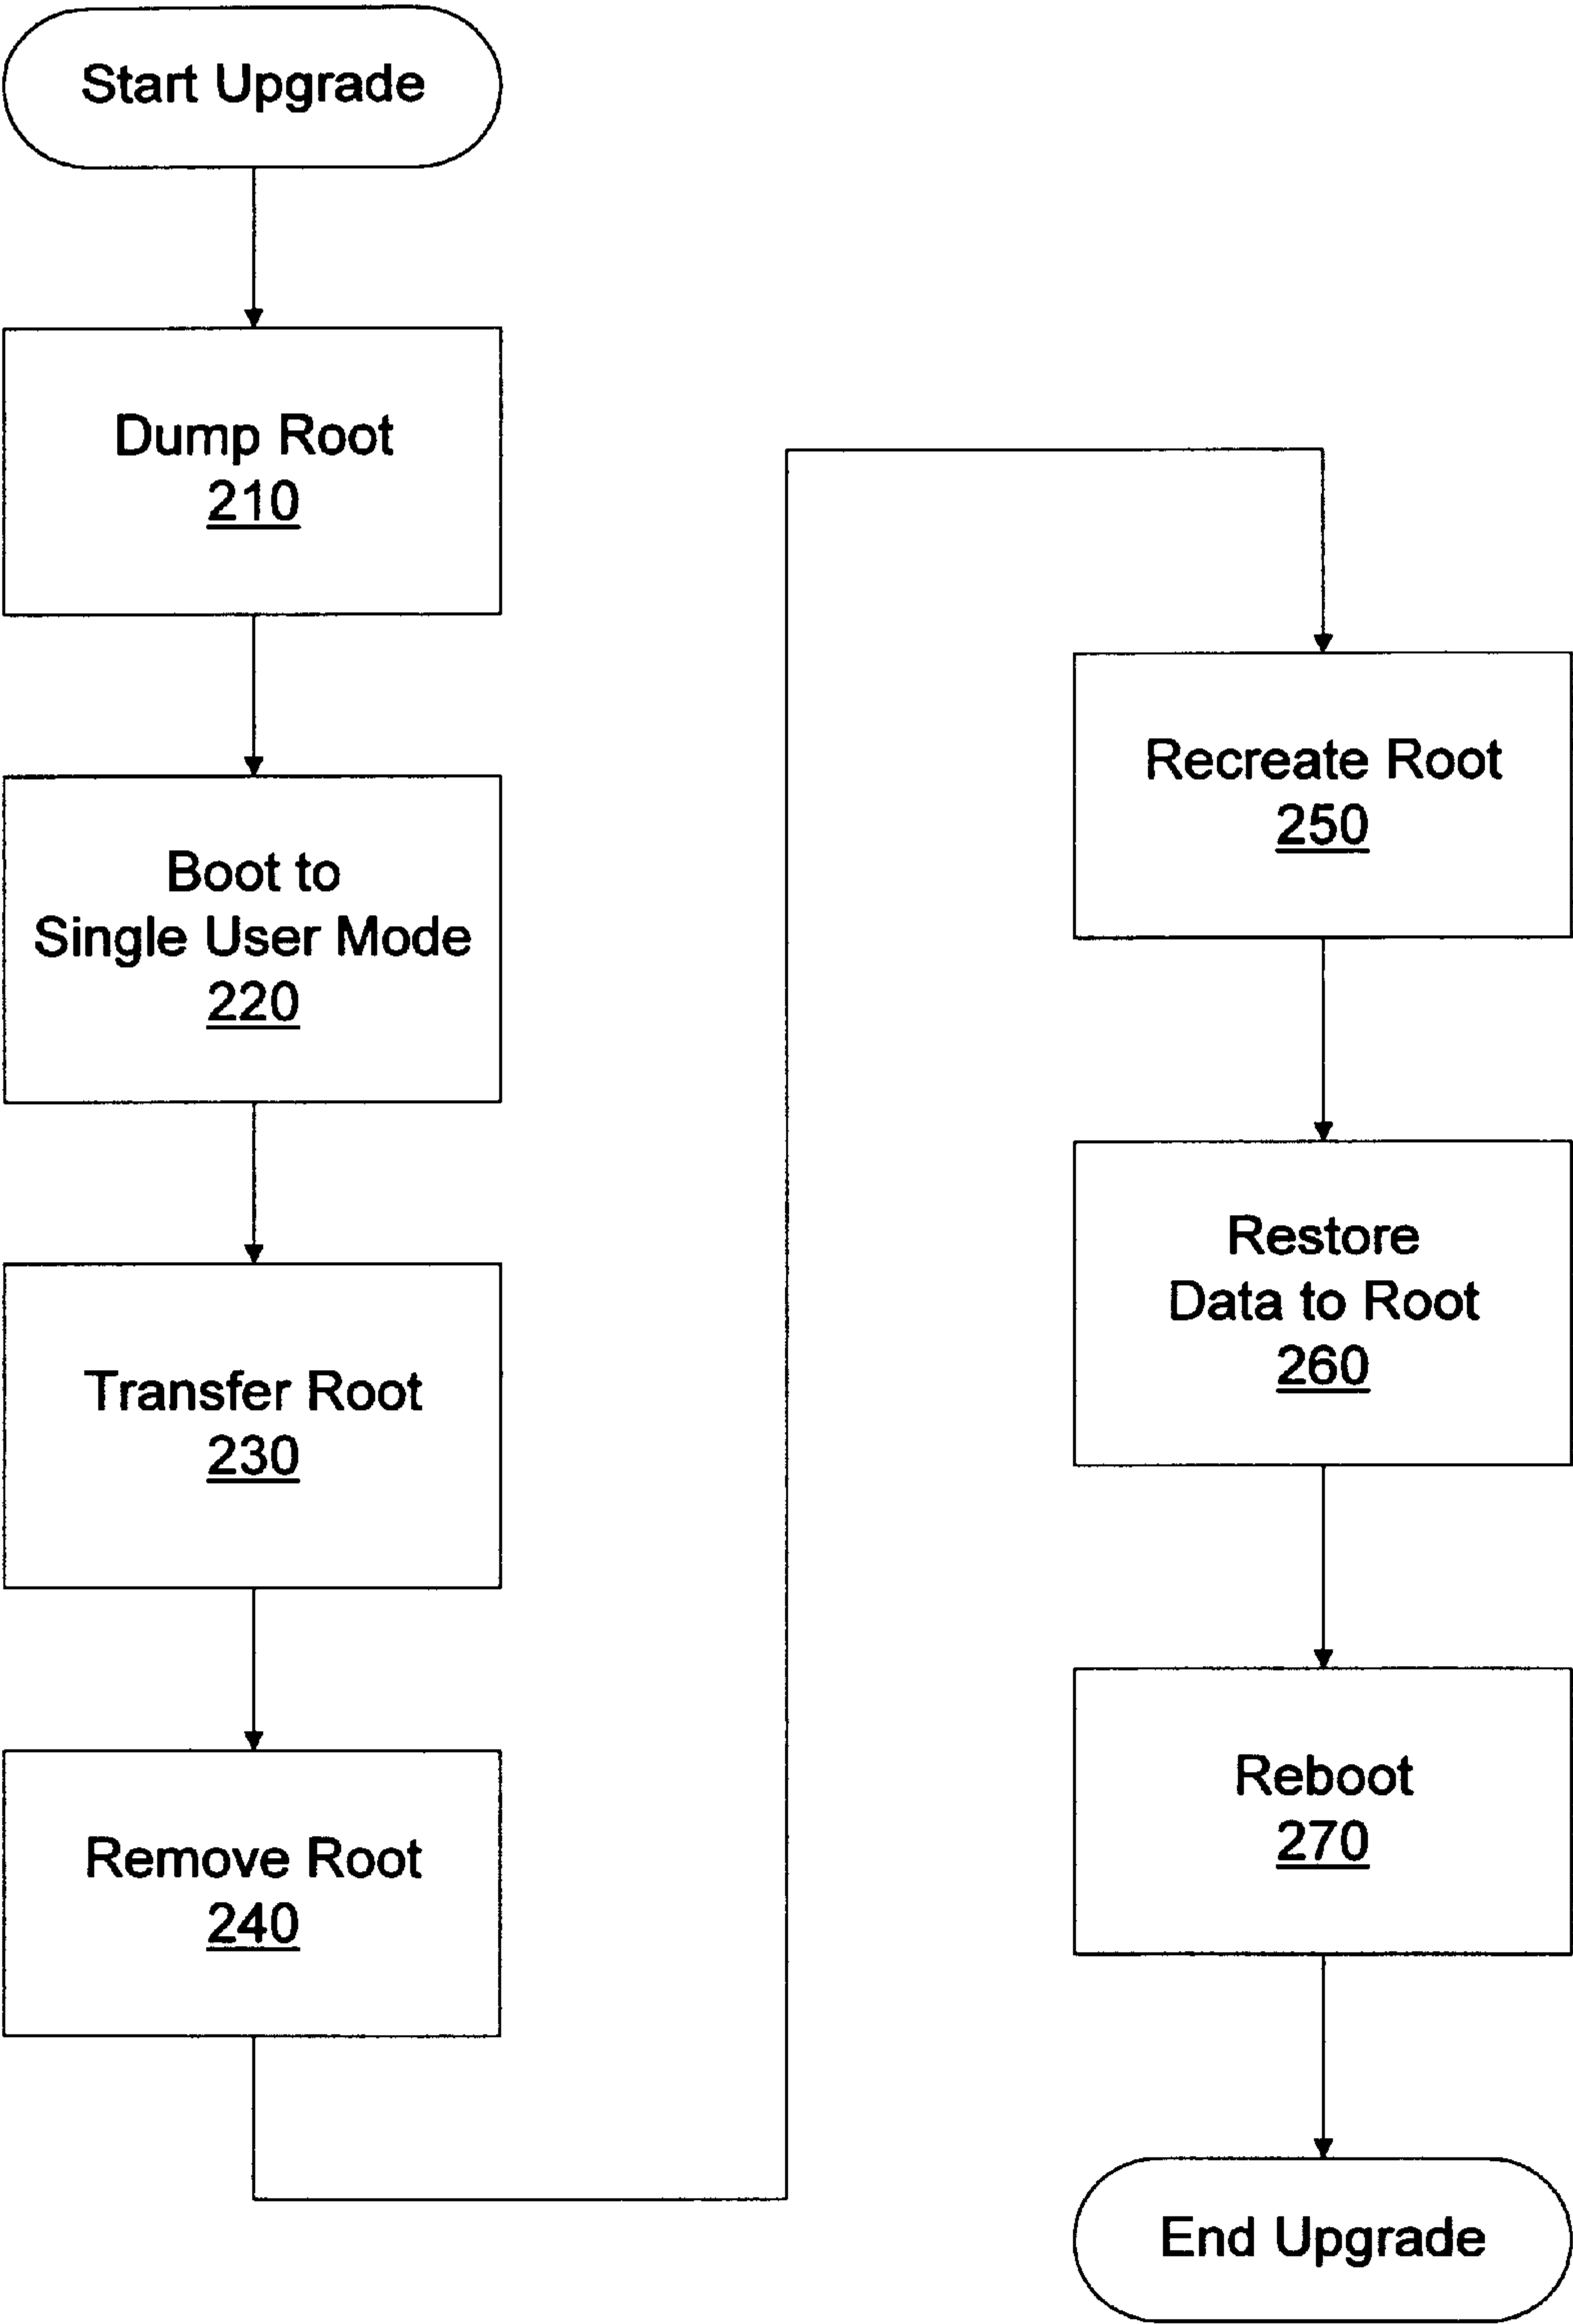 Start Upgrade
Dump Root
210
Boot to
Single User Mode
220
Transfer Root
230
Remove Root
240
Recreate Root
250
Restore
Data to Root
260
Reboot
270
End Upgrade